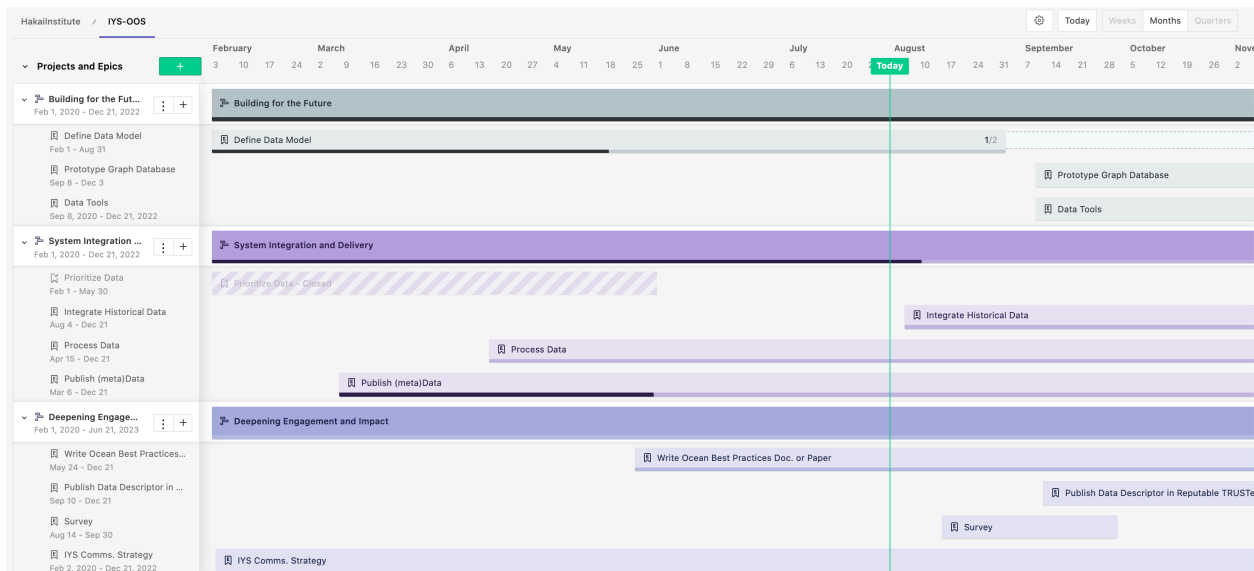 HakaiInstitute / IYS-OOS
Today Weeks Months Quarters
February March April May June July August September October Nove
Projects and Epics +
3 10 17 24 2 9 16 23 30 6 13 20 27 4 11 18 25 1 8 15 22 29 6 13 20 2 Today 10 17 24 31 7 14 21 28 5 12 19 26 2
Building for the Fut...
Feb 1, 2020 - Dec 21, 2022
Building for the Future
Define Data Model
Feb 1 - Aug 31
Define Data Model 1/2
Prototype Graph Database
Sep 8 - Dec 3
Prototype Graph Database
Data Tools
Sep 8, 2020 - Dec 21, 2022
Data Tools
System Integration ...
Feb 1, 2020 - Dec 21, 2022
System Integration and Delivery
Prioritize Data
Feb 1 - May 30
Prioritize Data - Closed
Integrate Historical Data
Aug 4 - Dec 21
Integrate Historical Data
Process Data
Apr 15 - Dec 21
Process Data
Publish (meta)Data
Mar 6 - Dec 21
Publish (meta)Data
Deepening Engage...
Feb 1, 2020 - Jun 21, 2023
Deepening Engagement and Impact
Write Ocean Best Practices...
May 24 - Dec 21
Write Ocean Best Practices Doc. or Paper
Publish Data Descriptor in ...
Sep 10 - Dec 21
Publish Data Descriptor in Reputable TRUSTe
Survey
Aug 14 - Sep 30
Survey
IYS Comms. Strategy
Feb 2, 2020 - Dec 21, 2022
IYS Comms. Strategy